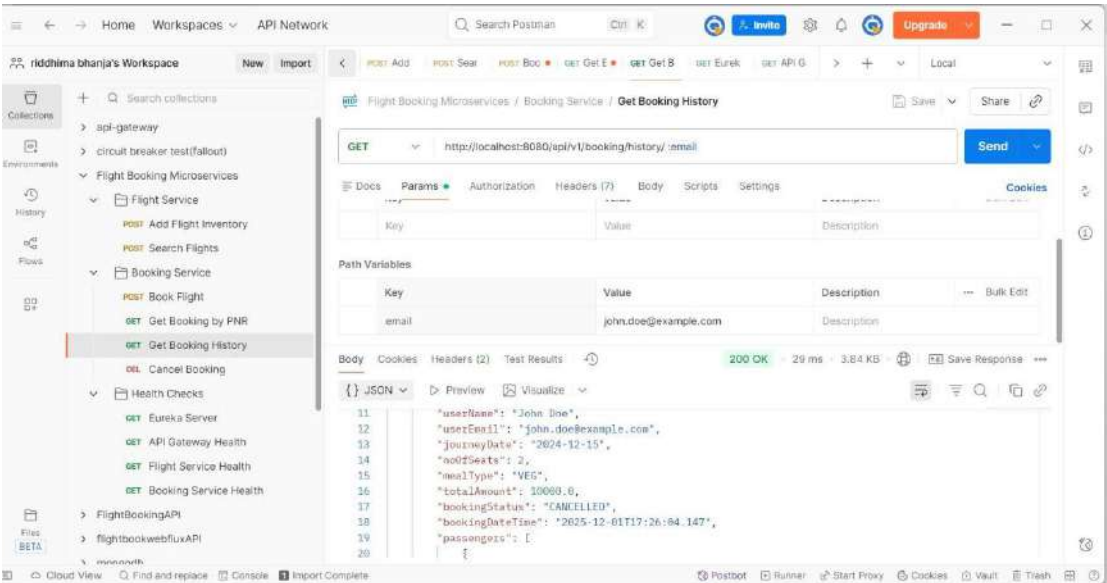 Home Workspaces API Network Search Postman Ctrl K Invite Upgrade
riddhima bhanja's Workspace New Import POST Add POST Sear POST Boo GET Get E GET Get B GET Eurek GET API G Local
Collections
Environments
History
Flows
Files
BETA
Search collections
api-gateway
circuit breaker test(fallout)
Flight Booking Microservices
Flight Service
POST Add Flight Inventory
POST Search Flights
Booking Service
POST Book Flight
GET Get Booking by PNR
GET Get Booking History
DEL Cancel Booking
Health Checks
GET Eureka Server
GET API Gateway Health
GET Flight Service Health
GET Booking Service Health
FlightBookingAPI
flightbookwebfluxAPI
mongodb
HTTP Flight Booking Microservices / Booking Service / Get Booking History Save Share
GET http://localhost:8080/api/v1/booking/history/ :email Send
Docs Params Authorization Headers (7) Body Scripts Settings Cookies
Key Value Description
Path Variables
Key Value Description Bulk Edit
email john.doe@example.com Description
Body Cookies Headers (2) Test Results 200 OK 29 ms 3.84 KB Save Response
{} JSON Preview Visualize
11 "userName": "John Doe",
12 "userEmail": "john.doe@example.com",
13 "journeyDate": "2024-12-15",
14 "noOfSeats": 2,
15 "mealType": "VEG",
16 "totalAmount": 10000.0,
17 "bookingStatus": "CANCELLED",
18 "bookingDateTime": "2025-12-01T17:26:04.147",
19 "passengers": [
20 {
Cloud View Find and replace Console Import Complete Postbot Runner Start Proxy Cookies Vault Trash